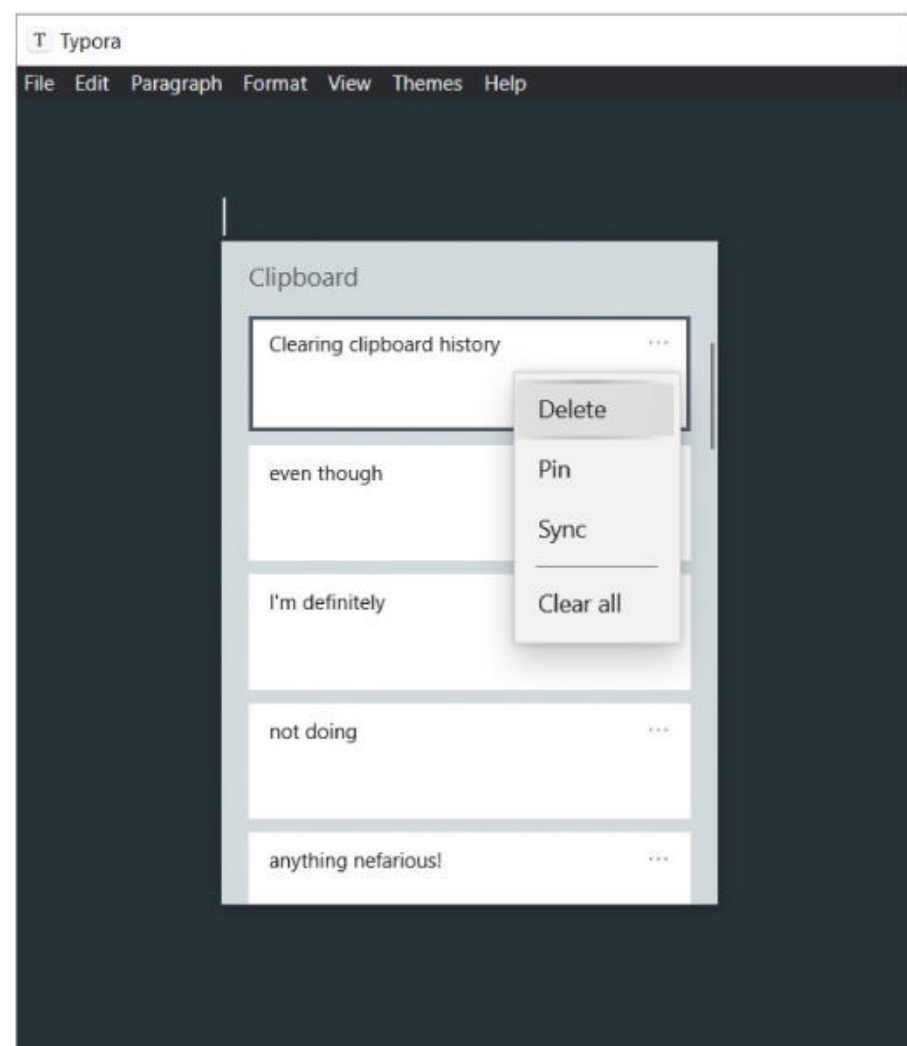 T Typora
File Edit Paragraph Format View Themes Help
Clipboard
Clearing clipboard history ...
Delete
even though
Pin
Sync
I'm definitely
Clear all
not doing ...
anything nefarious! ...